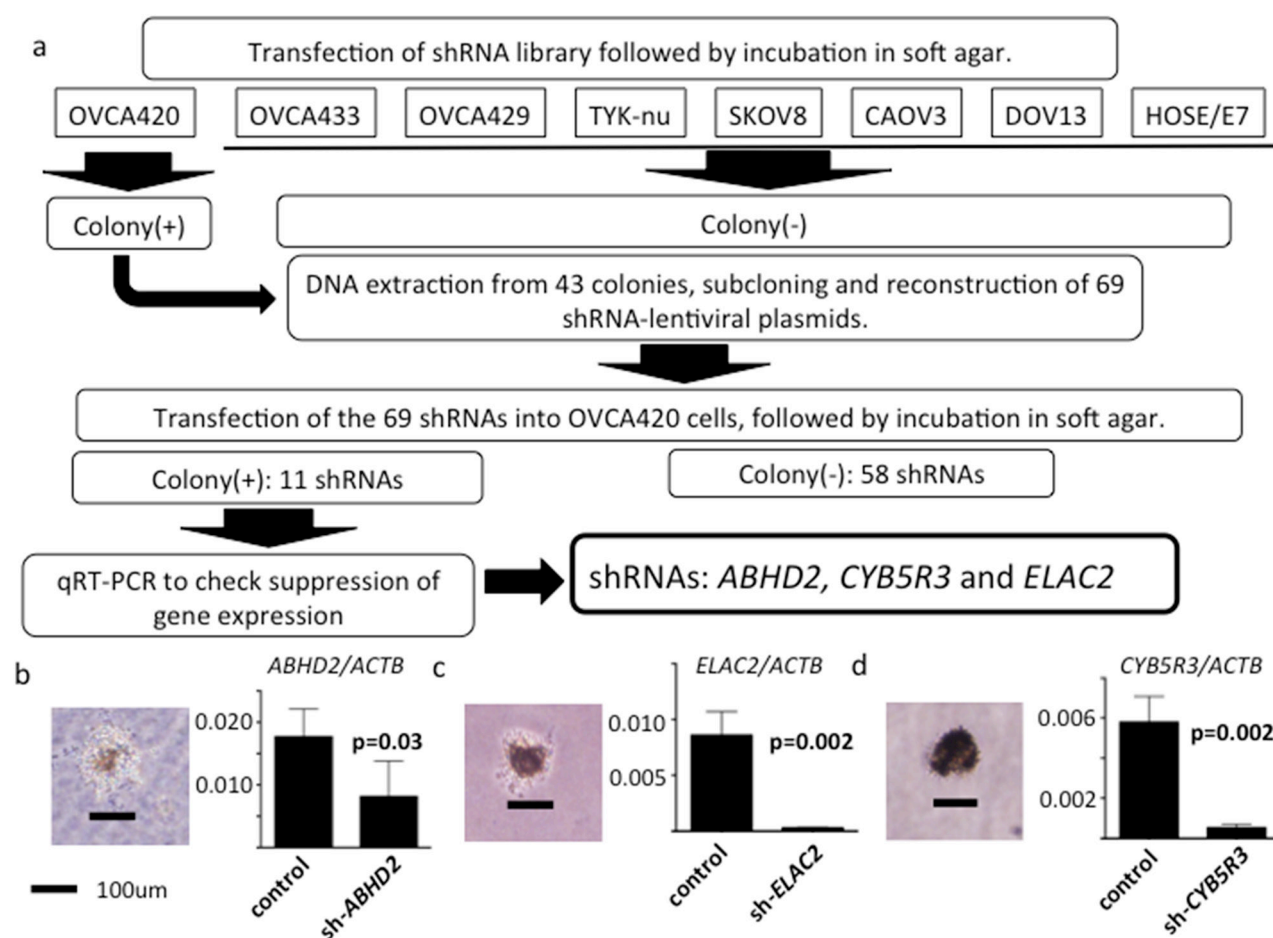 a
Transfection of shRNA library followed by incubation in soft agar.
OVCA420
OVCA433
OVCA429
TYK-nu
SKOV8
CAOV3
DOV13
HOSE/E7
Colony(+)
Colony(-)
DNA extraction from 43 colonies, subcloning and reconstruction of 69
shRNA-lentiviral plasmids.
Transfection of the 69 shRNAs into OVCA420 cells, followed by incubation in soft agar.
Colony(+): 11 shRNAs
Colony(-): 58 shRNAs
qRT-PCR to check suppression of
gene expression
shRNAs: ABHD2, CYB5R3 and ELAC2
b
ABHD2/ACTB
0.020
0.010
p=0.03
control
sh-ABHD2
100um
c
ELAC2/ACTB
0.010
0.005
p=0.002
control
sh-ELAC2
d
CYB5R3/ACTB
0.006
0.002
p=0.002
control
sh-CYB5R3